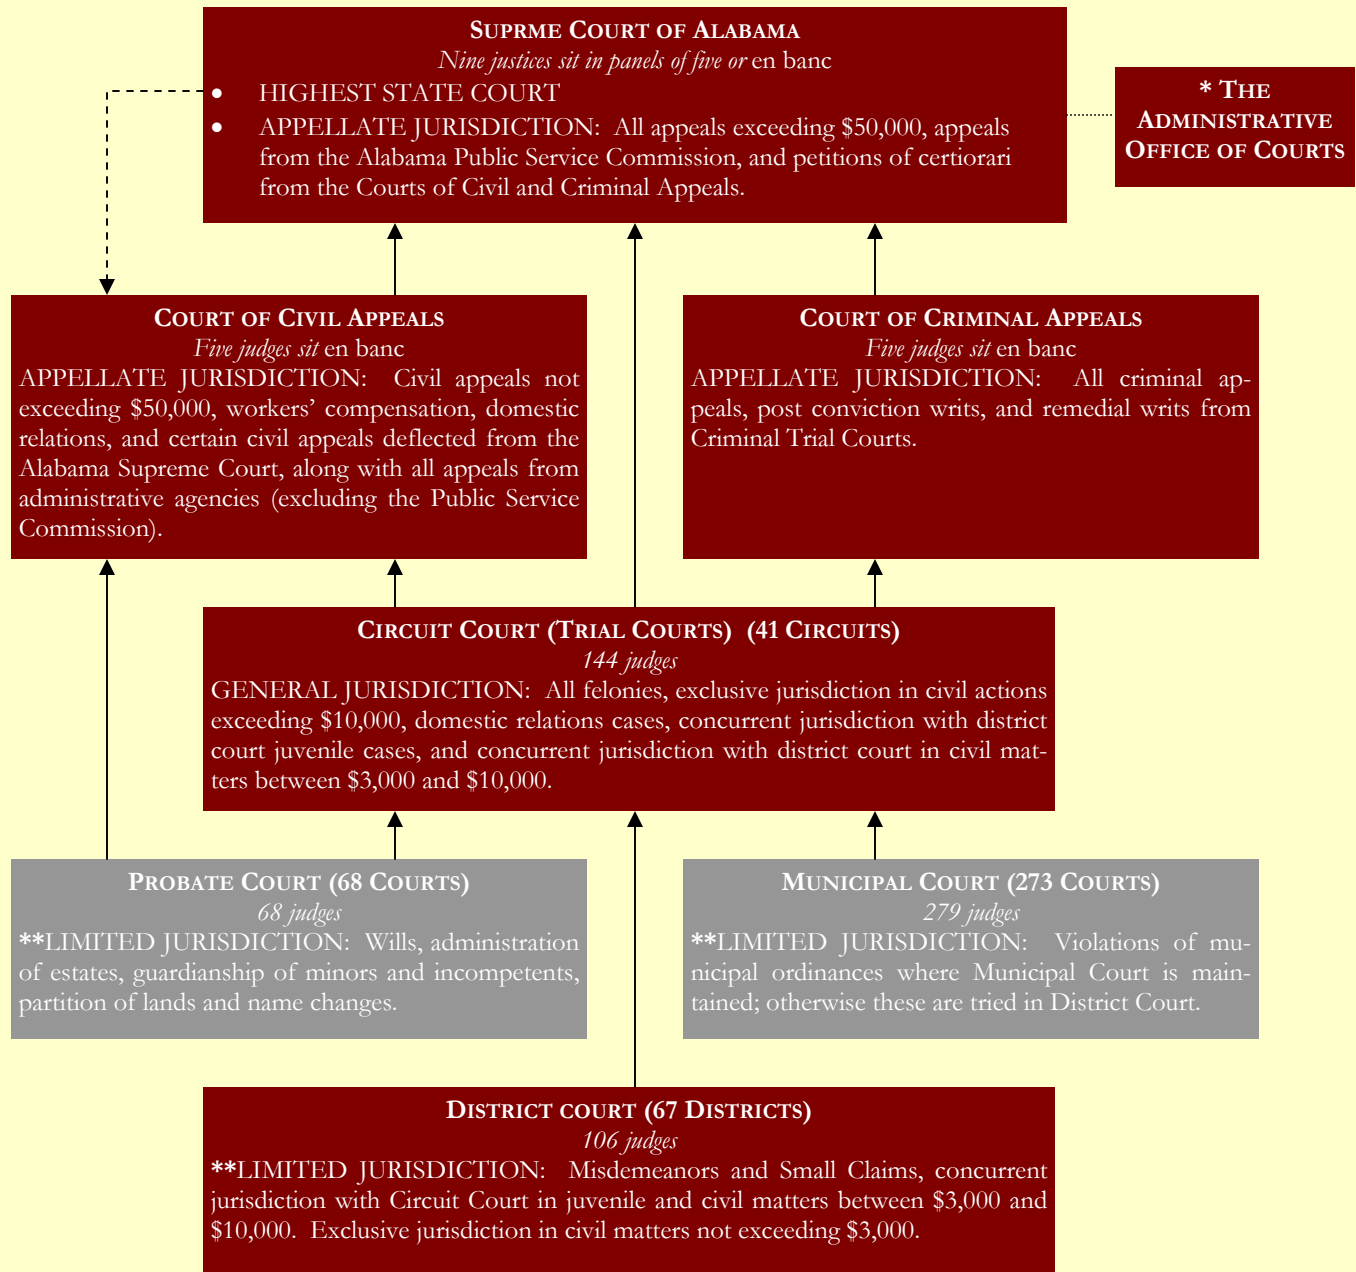 SUPRME COURT OF ALABAMA
Nine justices sit in panels of five or en banc
• HIGHEST STATE COURT
• APPELLATE JURISDICTION: All appeals exceeding $50,000, appeals
from the Alabama Public Service Commission, and petitions of certiorari
from the Courts of Civil and Criminal Appeals.
* THE
ADMINISTRATIVE
OFFICE OF COURTS
COURT OF CIVIL APPEALS
Five judges sit en banc
APPELLATE JURISDICTION: Civil appeals not
exceeding $50,000, workers’ compensation, domestic
relations, and certain civil appeals deflected from the
Alabama Supreme Court, along with all appeals from
administrative agencies (excluding the Public Service
Commission).
COURT OF CRIMINAL APPEALS
Five judges sit en banc
APPELLATE JURISDICTION: All criminal ap-
peals, post conviction writs, and remedial writs from
Criminal Trial Courts.
CIRCUIT COURT (TRIAL COURTS) (41 CIRCUITS)
144 judges
GENERAL JURISDICTION: All felonies, exclusive jurisdiction in civil actions
exceeding $10,000, domestic relations cases, concurrent jurisdiction with district
court juvenile cases, and concurrent jurisdiction with district court in civil mat-
ters between $3,000 and $10,000.
PROBATE COURT (68 COURTS)
68 judges
**LIMITED JURISDICTION: Wills, administration
of estates, guardianship of minors and incompetents,
partition of lands and name changes.
MUNICIPAL COURT (273 COURTS)
279 judges
**LIMITED JURISDICTION: Violations of mu-
nicipal ordinances where Municipal Court is main-
tained; otherwise these are tried in District Court.
DISTRICT COURT (67 DISTRICTS)
106 judges
**LIMITED JURISDICTION: Misdemeanors and Small Claims, concurrent
jurisdiction with Circuit Court in juvenile and civil matters between $3,000 and
$10,000. Exclusive jurisdiction in civil matters not exceeding $3,000.